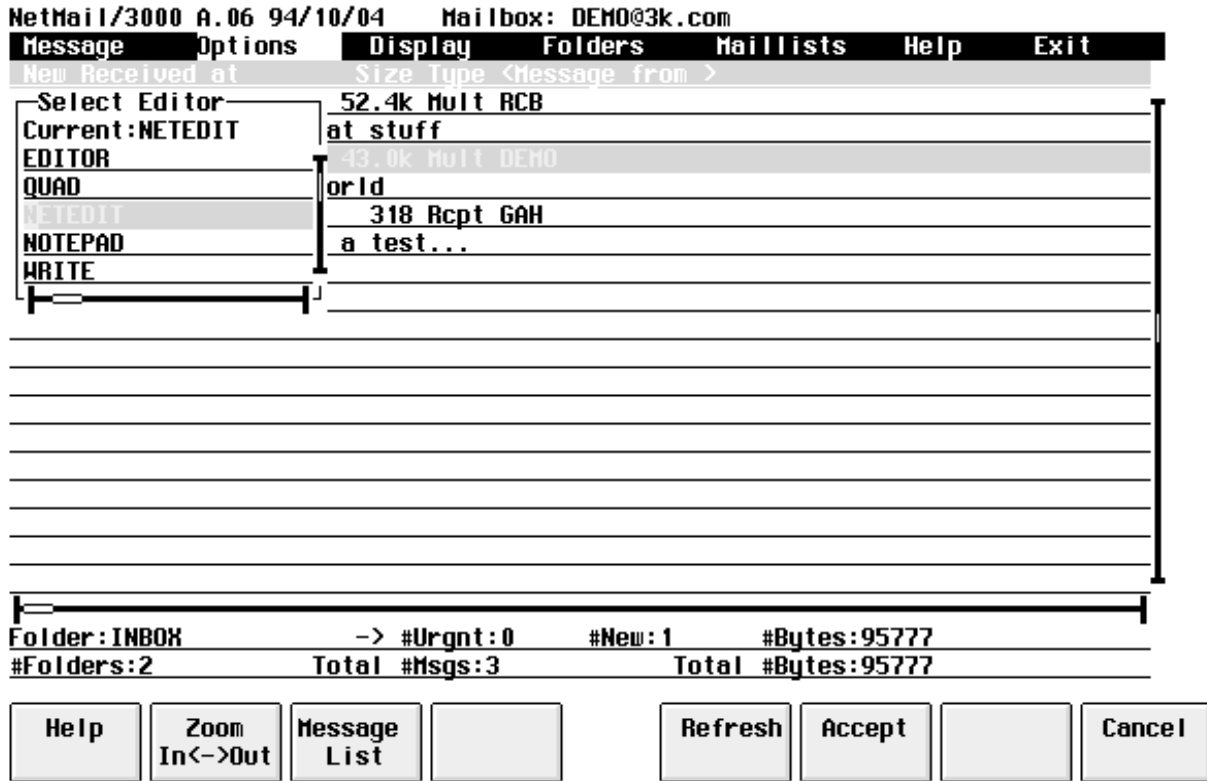 NetMail/3000 A.06 94/10/04 Mailbox: DEMO@3k.com
Message Options Display Folders Maillists Help Exit
New Received at Size Type <Message from >
Select Editor 52.4k Mult RCB
Current:NETEDIT at stuff
EDITOR 43.0k Mult DEMO
QUAD orld
NETEDIT 318 Rcpt GAH
NOTEPAD a test...
WRITE
Folder:INBOX -> #Urgnt:0 #New:1 #Bytes:95777
#Folders:2 Total #Msgs:3 Total #Bytes:95777
Help Zoom Message Refresh Accept Cancel
In<->Out List